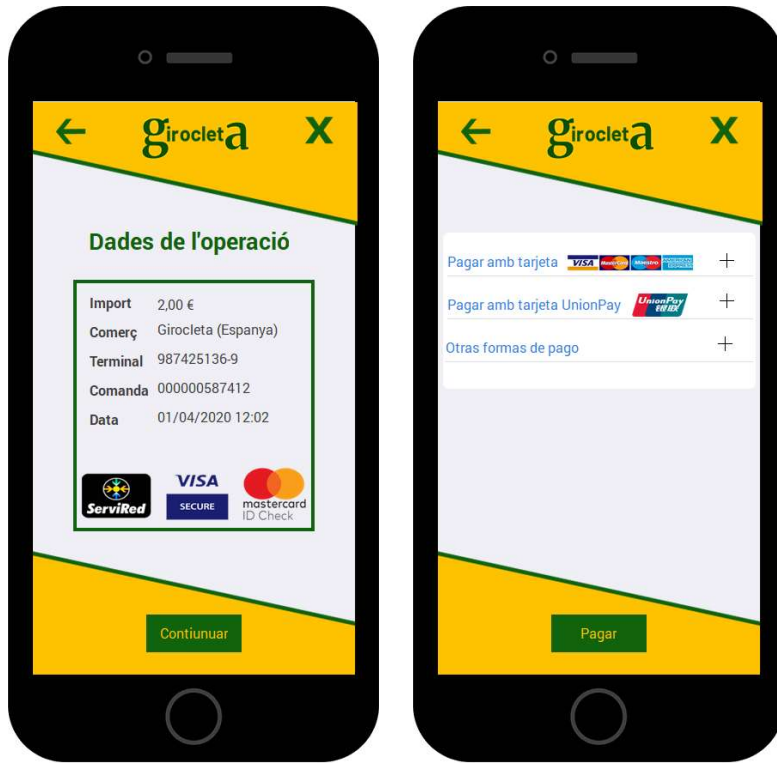 girocleta
X
Dades de l'operació
Import 2,00 €
Comerç Girocleta (Espanya)
Terminal 987425136-9
Comanda 000000587412
Data 01/04/2020 12:02
ServiRed
VISA
SECURE
mastercard
ID Check
Contiunuar
girocleta
X
Pagar amb tarjeta VISA MasterCard Maestro
Pagar amb tarjeta UnionPay UnionPay 银联
Otras formas de pago
Pagar